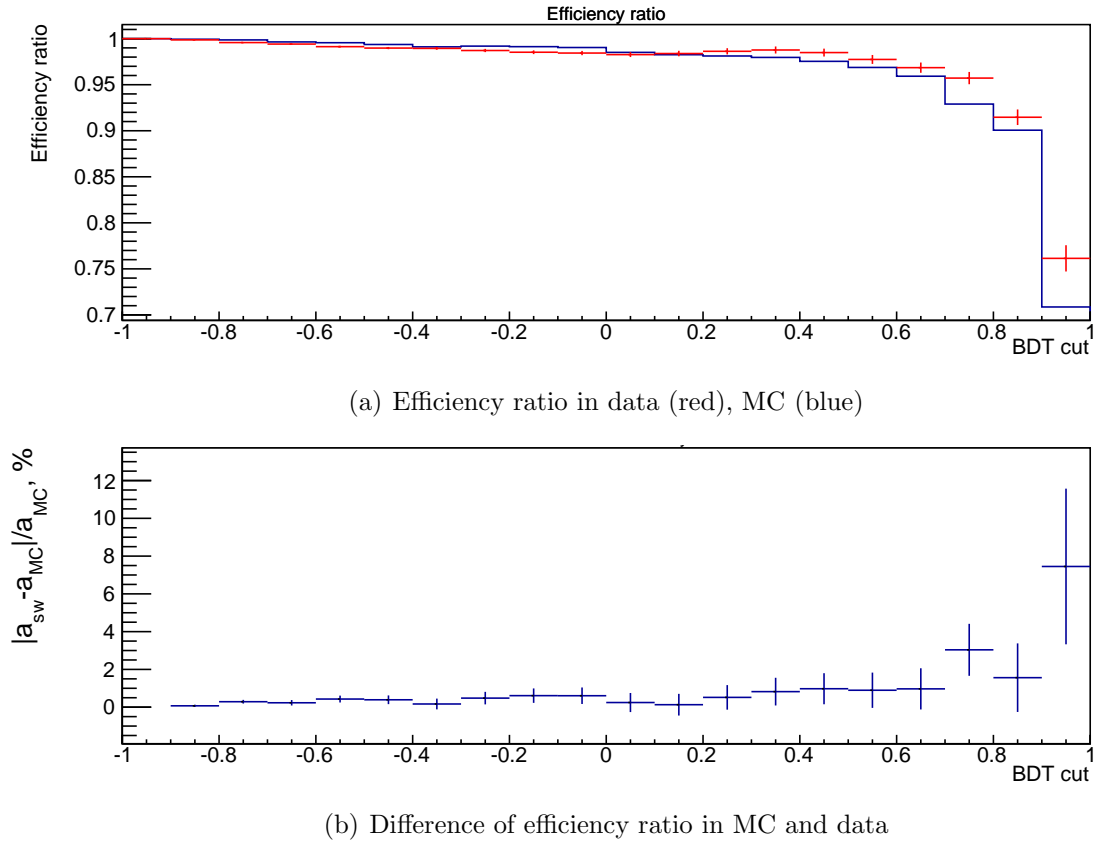 Efficiency ratio
Efficiency ratio
1
0.95
0.9
0.85
0.8
0.75
0.7
-1 -0.8 -0.6 -0.4 -0.2 0 0.2 0.4 0.6 0.8 1
BDT cut
(a) Efficiency ratio in data (red), MC (blue)
|a_sw-a_MC|/a_MC, %
12
10
8
6
4
2
0
-1 -0.8 -0.6 -0.4 -0.2 0 0.2 0.4 0.6 0.8 1
BDT cut
(b) Difference of efficiency ratio in MC and data